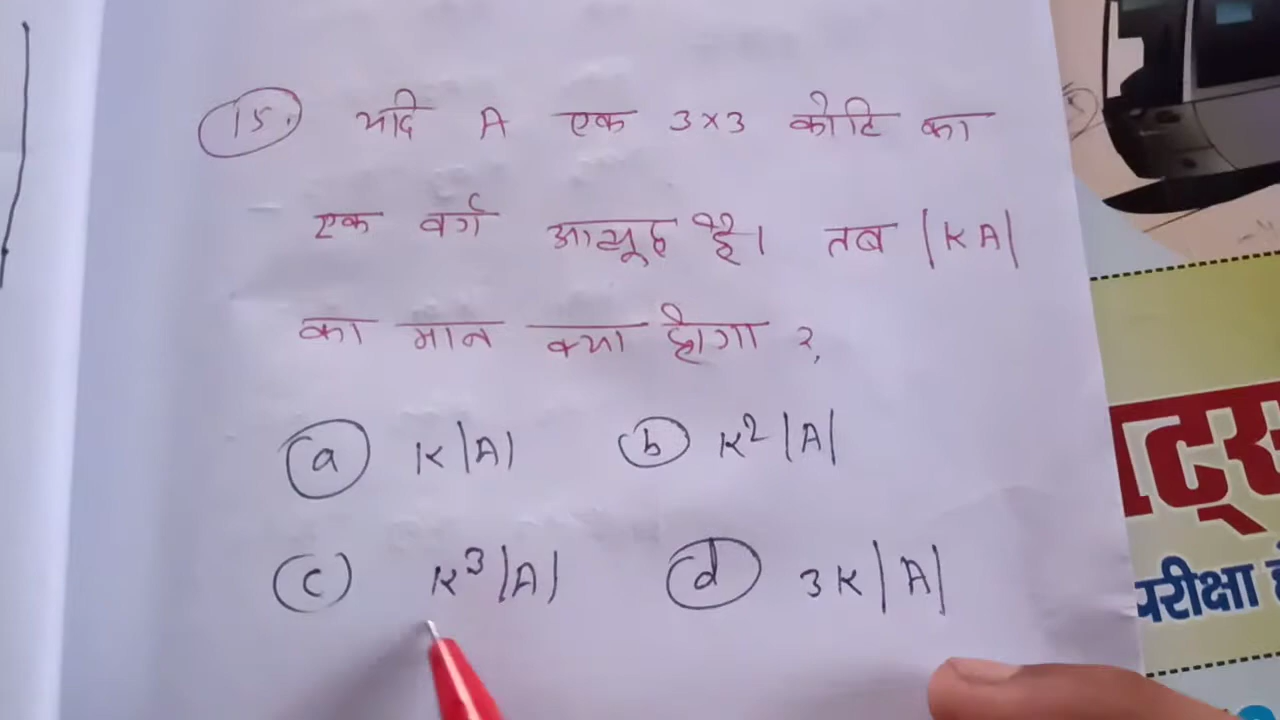 15. यदि A एक 3×3 कोटि का
एक वर्ग आव्यूह है। तब |KA|
का मान क्या होगा ?
(a) K|A| (b) K² |A|
(c) K³ |A| (d) 3K |A|
परीक्षा